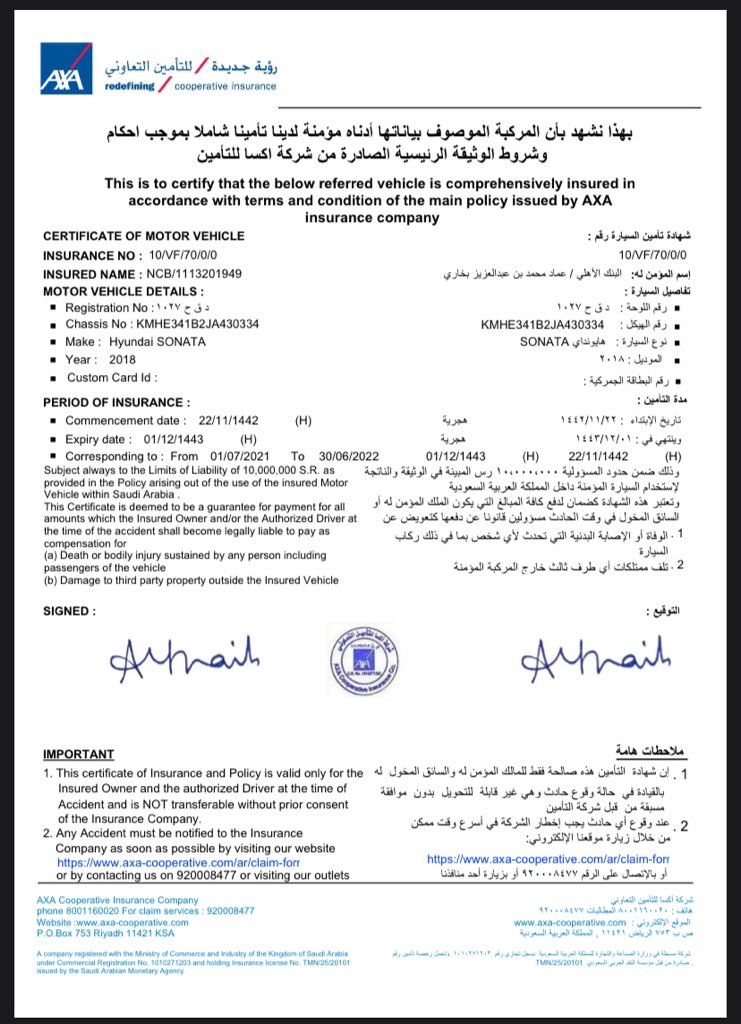 رؤية جديدة / للتأمين التعاوني
redefining / cooperative insurance
AXA
بهذا نشهد بأن المركبة الموصوف بياناتها أدناه مؤمنة لدينا تأمينا شاملا بموجب احكام
وشروط الوثيقة الرئيسية الصادرة من شركة اكسا للتأمين
This is to certify that the below referred vehicle is comprehensively insured in
accordance with terms and condition of the main policy issued by AXA
insurance company
CERTIFICATE OF MOTOR VEHICLE
INSURANCE NO : 10/VF/70/0/0
INSURED NAME : NCB/1113201949
MOTOR VEHICLE DETAILS :
Registration No : د ق ح ١٠٢٧
Chassis No : KMHE341B2JA430334
Make : Hyundai SONATA
Year : 2018
Custom Card Id :
شهادة تأمين السيارة رقم :
10/VF/70/0/0
إسم المؤمن له: البنك الأهلي / عماد محمد بن عبدالعزيز بخاري
تفاصيل السيارة :
رقم اللوحة : د ق ح ١٠٢٧
رقم الهيكل : KMHE341B2JA430334
نوع السيارة : هايونداي SONATA
الموديل : ٢٠١٨
رقم البطاقة الجمركية :
PERIOD OF INSURANCE :
Commencement date : 22/11/1442 (H)
Expiry date : 01/12/1443 (H)
Corresponding to : From 01/07/2021 To 30/06/2022
مدة التأمين :
تاريخ الإبتداء : ١٤٤٢/١١/٢٢ هجرية
وينتهي في : ١٤٤٣/١٢/٠١ هجرية
01/12/1443 (H) 22/11/1442 (H)
Subject always to the Limits of Liability of 10,000,000 S.R. as
provided in the Policy arising out of the use of the insured Motor
Vehicle within Saudi Arabia .
This Certificate is deemed to be a guarantee for payment for all
amounts which the Insured Owner and/or the Authorized Driver at
the time of the accident shall become legally liable to pay as
compensation for
(a) Death or bodily injury sustained by any person including
passengers of the vehicle
(b) Damage to third party property outside the Insured Vehicle
وذلك ضمن حدود المسؤولية ١٠,٠٠٠,٠٠٠ رس المبينة في الوثيقة والناتجة
لإستخدام السيارة المؤمنة داخل المملكة العربية السعودية
وتعتبر هذه الشهادة كضمان لدفع كافة المبالغ التي يكون الملك المؤمن له أو
السائق المخول في وقت الحادث مسؤولين قانونا عن دفعها كتعويض عن
1 . الوفاة أو الإصابة البدنية التي تحدث لأي شخص بما في ذلك ركاب
السيارة
2 . تلف ممتلكات أي طرف ثالث خارج المركبة المؤمنة
SIGNED :
التوقيع :
AXA
AXA Cooperative Insurance Co.
IMPORTANT
1. This certificate of Insurance and Policy is valid only for the
Insured Owner and the authorized Driver at the time of
Accident and is NOT transferable without prior consent
of the Insurance Company.
2. Any Accident must be notified to the Insurance
Company as soon as possible by visiting our website
https://www.axa-cooperative.com/ar/claim-forr
or by contacting us on 920008477 or visiting our outlets
ملاحظات هامة
1 . إن شهادة التأمين هذه صالحة فقط للمالك المؤمن له والسائق المخول له
بالقيادة في حالة وقوع حادث وهي غير قابلة للتحويل بدون موافقة
مسبقة من قبل شركة التأمين
2 . عند وقوع أي حادث يجب إخطار الشركة في أسرع وقت ممكن
من خلال زيارة موقعنا الإلكتروني:
https://www.axa-cooperative.com/ar/claim-forr
أو بالإتصال على الرقم ٩٢٠٠٠٨٤٧٧ أو بزيارة أحد منافذنا
AXA Cooperative Insurance Company
phone 8001160020 For claim services : 920008477
Website :www.axa-cooperative.com
P.O.Box 753 Riyadh 11421 KSA
شركة أكسا للتأمين التعاوني
هاتف : ٨٠٠١١٦٠٠٢٠ المطالبات ٩٢٠٠٠٨٤٧٧
الموقع الالكتروني : www.axa-cooperative.com
ص ب ٧٥٣ الرياض ١١٤٢١ , المملكة العربية السعودية
A company registered with the Ministry of Commerce and Industry of the Kingdom of Saudi Arabia
under Commercial Registration No. 1010271203 and holding Insurance license No. TMN/25/20101
issued by the Saudi Arabian Monetary Agency
شركة مسجلة في وزارة الصناعة والتجارة المملكة العربية السعودية بسجل تجاري رقم ١٠١٠٢٧١٢٠٣ وتحمل رخصة تأمين رقم
TMN/25/20101 صادرة من قبل مؤسسة النقد العربي السعودي .